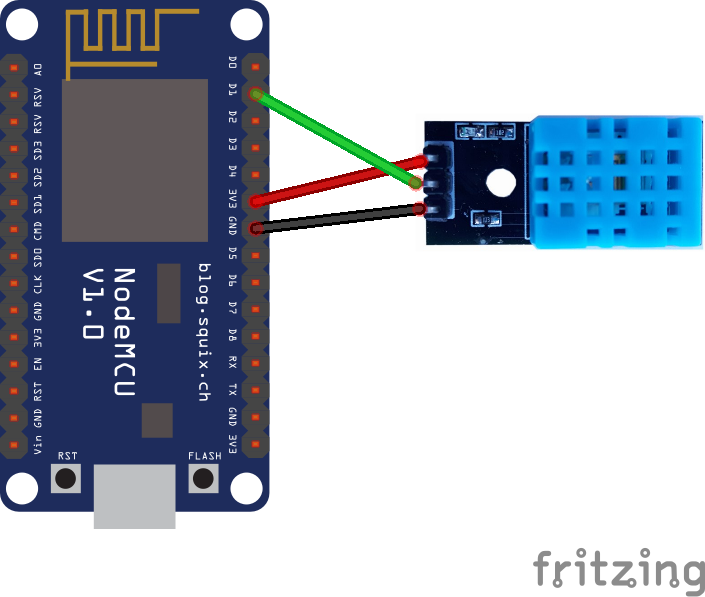 A0
RSV
RSV
SD3
SD2
SD1
CMD
SD0
CLK
GND
3V3
EN
RST
GND
Vin
D0
D1
D2
D3
D4
3V3
GND
D5
D6
D7
D8
RX
TX
GND
3V3
blog.squix.ch
NodeMCU
V1.0
RST
FLASH
fritzing